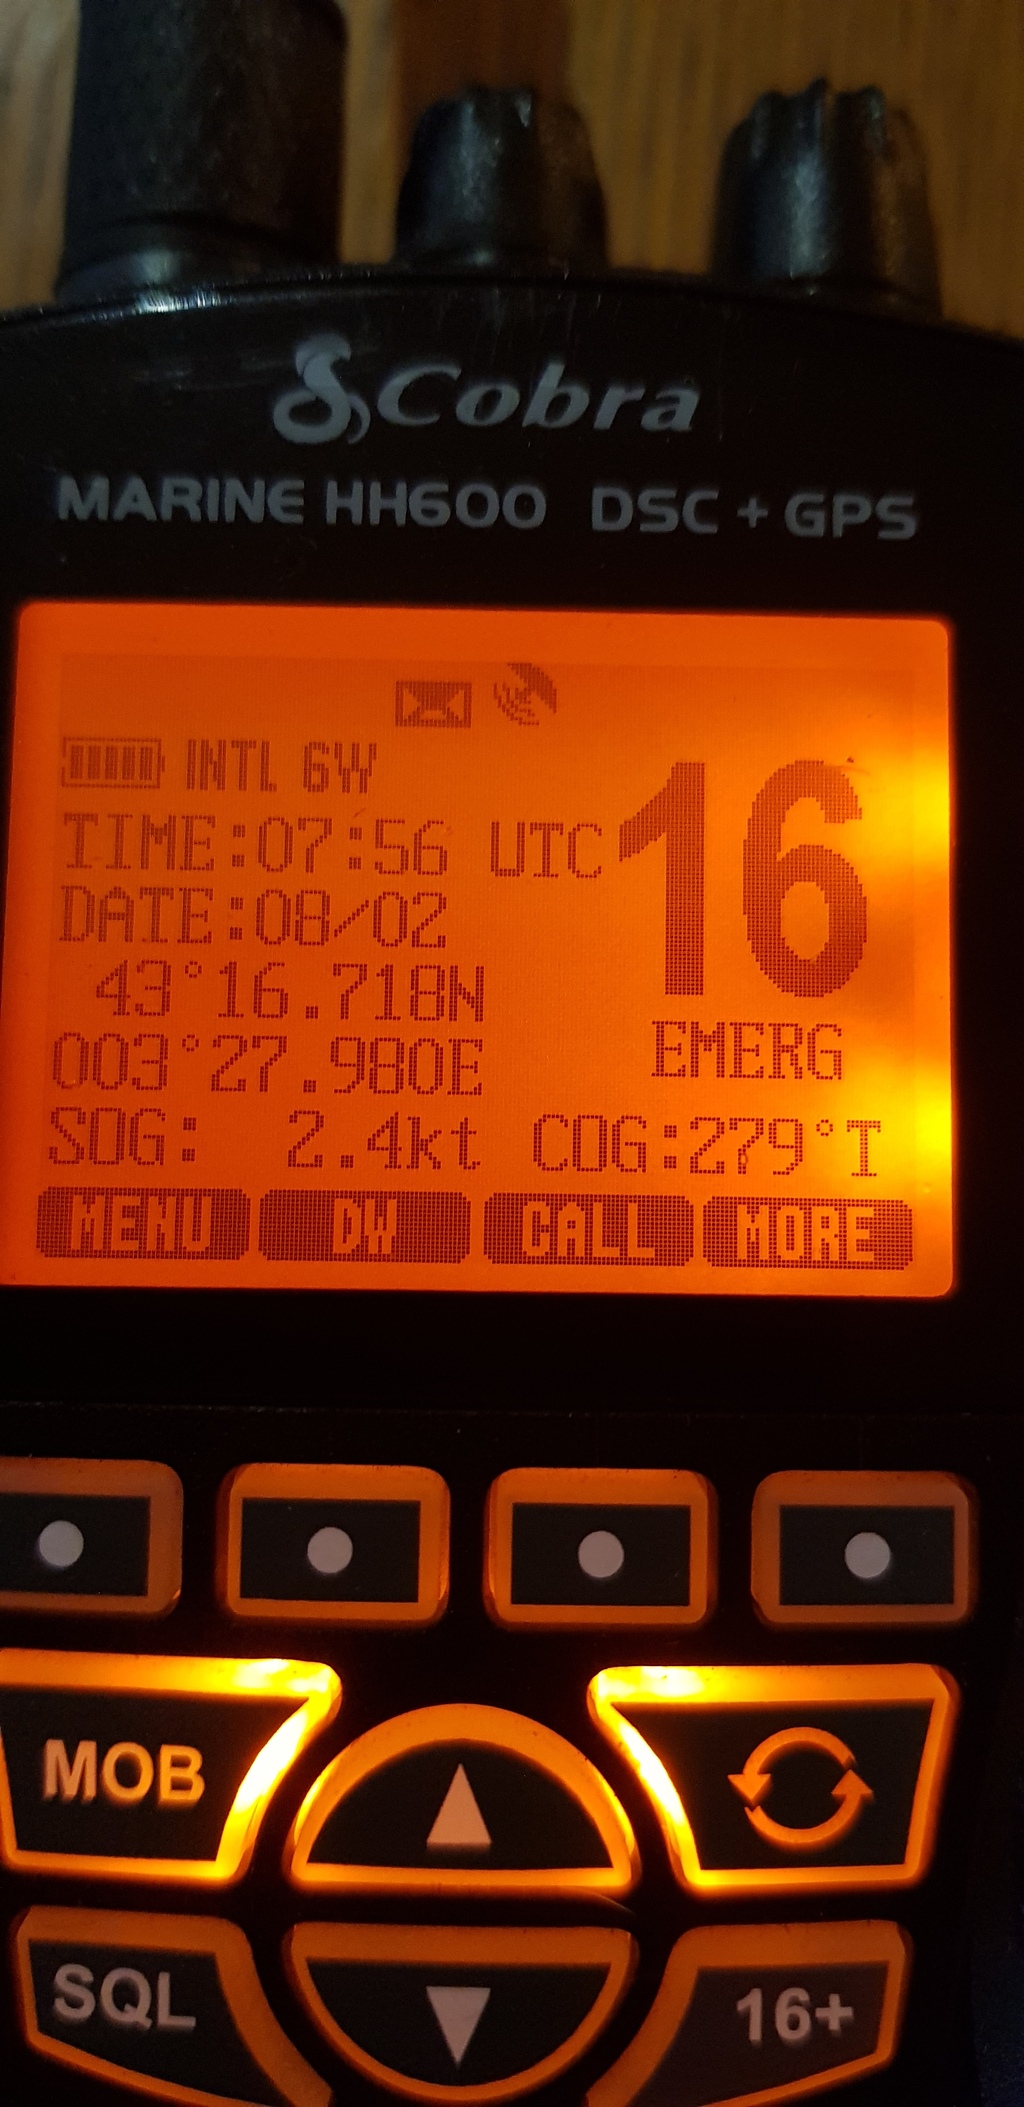 Cobra
MARINE HH600 DSC + GPS
INTL 6W
16
TIME:07:56 UTC
DATE:08/02
43°16.718N
003°27.980E
EMERG
SOG: 2.4kt COG:279°T
MENU DW CALL MORE
MOB
SQL 16+